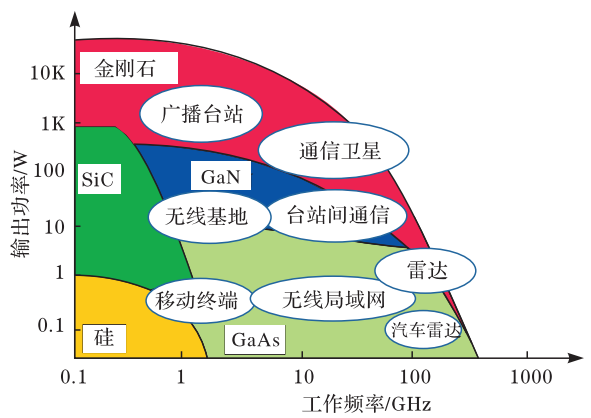 金刚石
10K
广播台站
1K
通信卫星
输出功率/W
100
SiC
GaN
无线基地
台站间通信
10
雷达
1
移动终端
无线局域网
0.1
硅
GaAs
汽车雷达
0.1
1
10
100
1000
工作频率/GHz